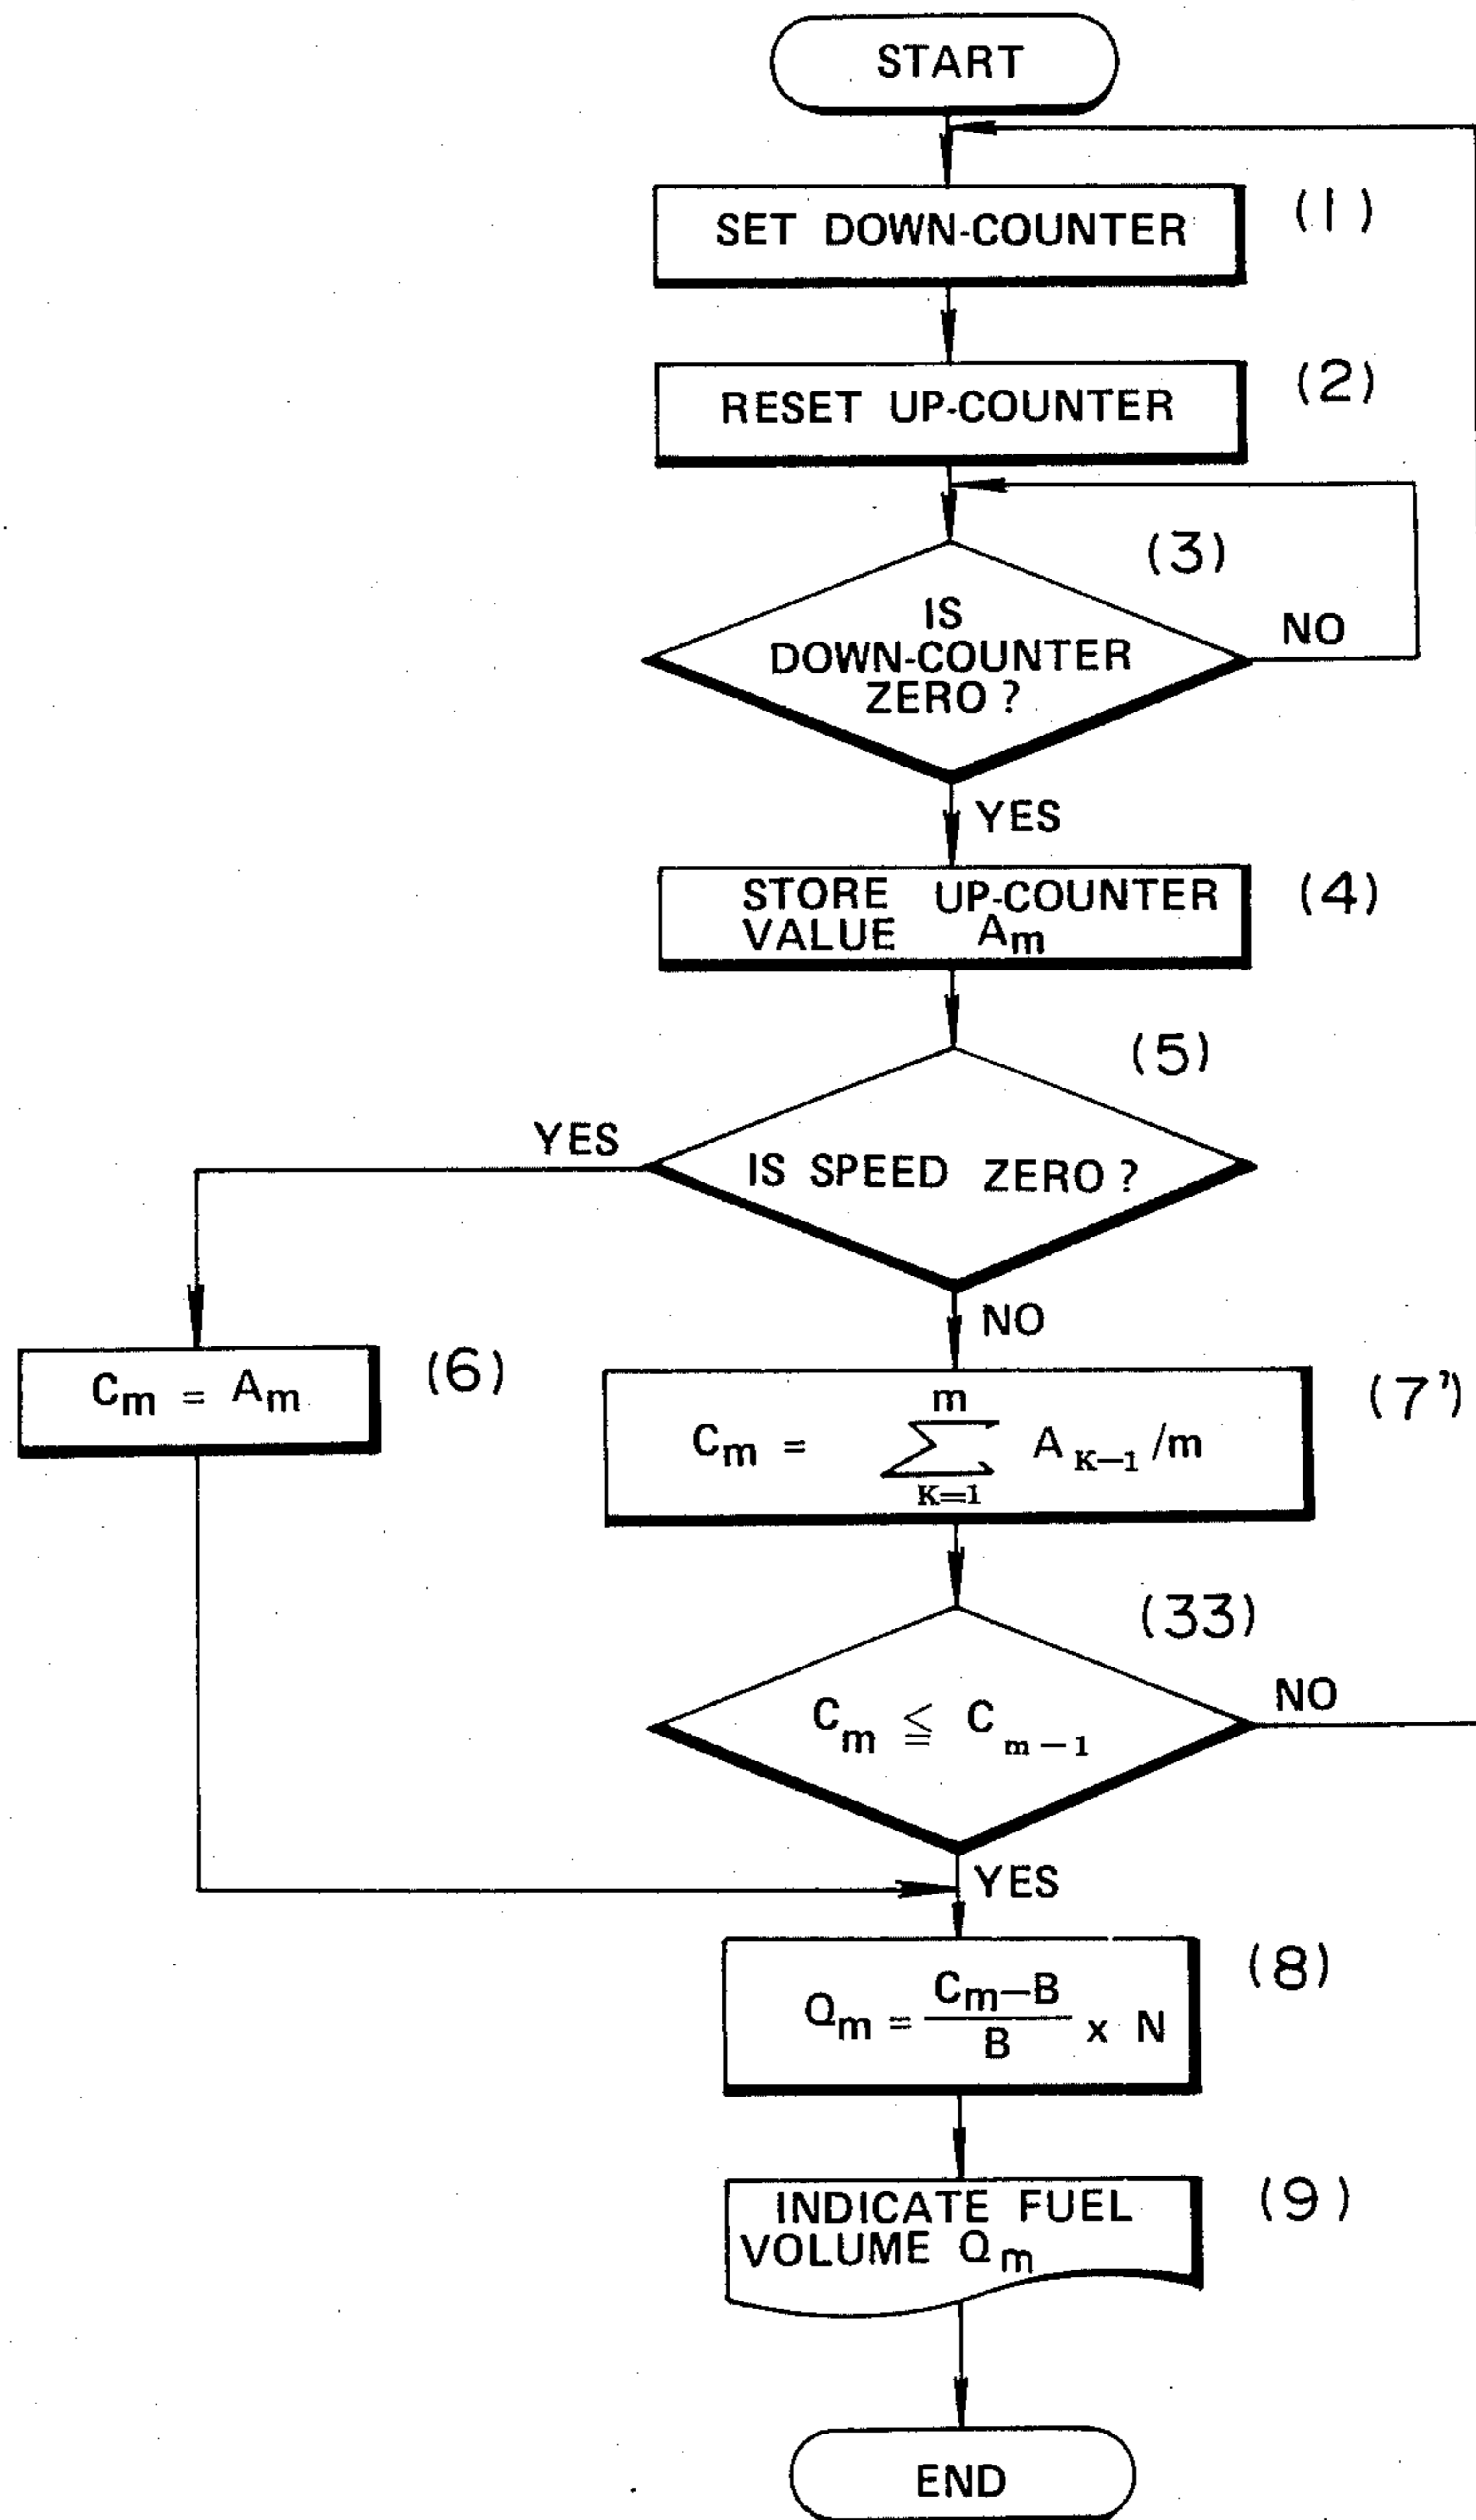 START
SET DOWN-COUNTER (1)
RESET UP-COUNTER (2)
(3)
IS
DOWN-COUNTER
ZERO?
NO
YES
STORE UP-COUNTER
VALUE Am
(4)
(5)
YES
IS SPEED ZERO?
NO
Cm = Am
(6)
Cm = m ∑ K=1 A K-1 /m
(7')
(33)
Cm ≦ C m-1
NO
YES
Qm = Cm-B / B x N
(8)
INDICATE FUEL
VOLUME Qm
(9)
END